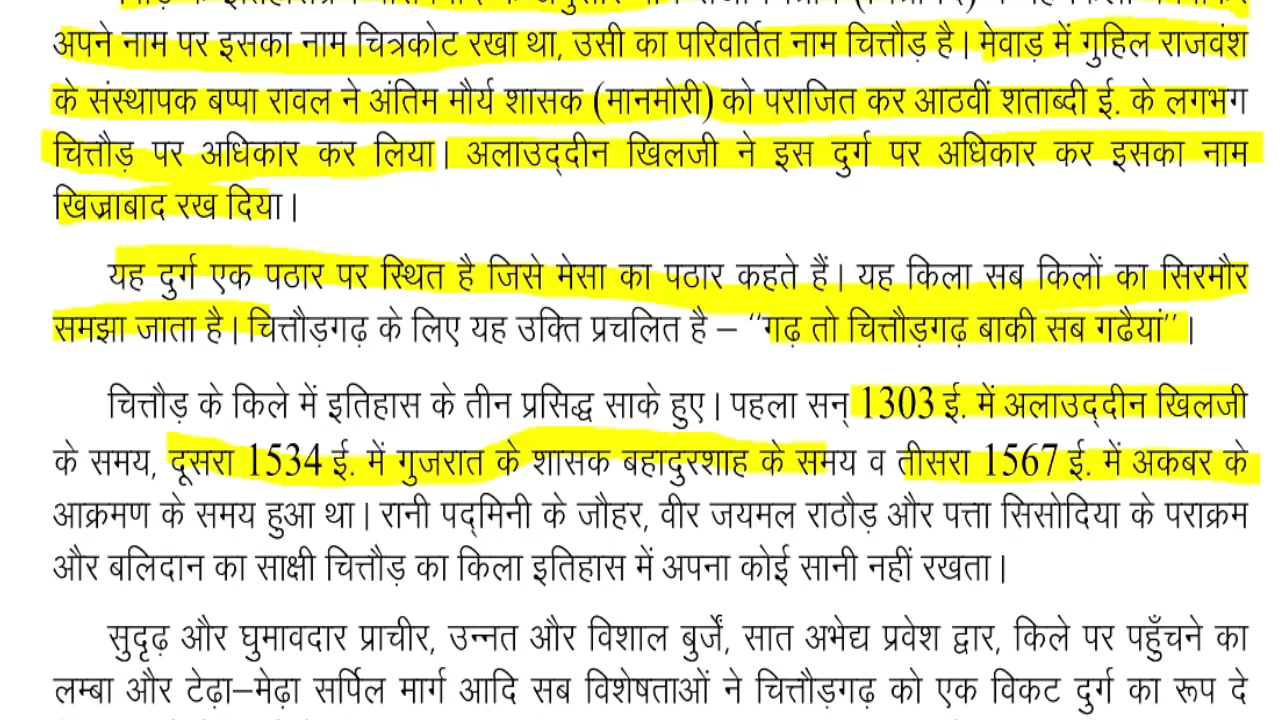 अपने नाम पर इसका नाम चित्रकोट रखा था, उसी का परिवर्तित नाम चित्तौड़ है। मेवाड़ में गुहिल राजवंश
के संस्थापक बप्पा रावल ने अंतिम मौर्य शासक (मानमोरी) को पराजित कर आठवीं शताब्दी ई. के लगभग
चित्तौड़ पर अधिकार कर लिया। अलाउद्‌दीन खिलजी ने इस दुर्ग पर अधिकार कर इसका नाम
खिज्राबाद रख दिया।
यह दुर्ग एक पठार पर स्थित है जिसे मेसा का पठार कहते हैं। यह किला सब किलों का सिरमौर
समझा जाता है। चित्तौड़गढ़ के लिए यह उक्ति प्रचलित है – ‘‘गढ़ तो चित्तौड़गढ़ बाकी सब गढैयां’’।
चित्तौड़ के किले में इतिहास के तीन प्रसिद्ध साके हुए। पहला सन् 1303 ई. में अलाउद्‌दीन खिलजी
के समय, दूसरा 1534 ई. में गुजरात के शासक बहादुरशाह के समय व तीसरा 1567 ई. में अकबर के
आक्रमण के समय हुआ था। रानी पद्‌मिनी के जौहर, वीर जयमल राठौड़ और पत्ता सिसोदिया के पराक्रम
और बलिदान का साक्षी चित्तौड़ का किला इतिहास में अपना कोई सानी नहीं रखता।
सुदृढ़ और घुमावदार प्राचीर, उन्नत और विशाल बुर्जें, सात अभेद्य प्रवेश द्वार, किले पर पहुँचने का
लम्बा और टेढ़ा–मेढ़ा सर्पिल मार्ग आदि सब विशेषताओं ने चित्तौड़गढ़ को एक विकट दुर्ग का रूप दे